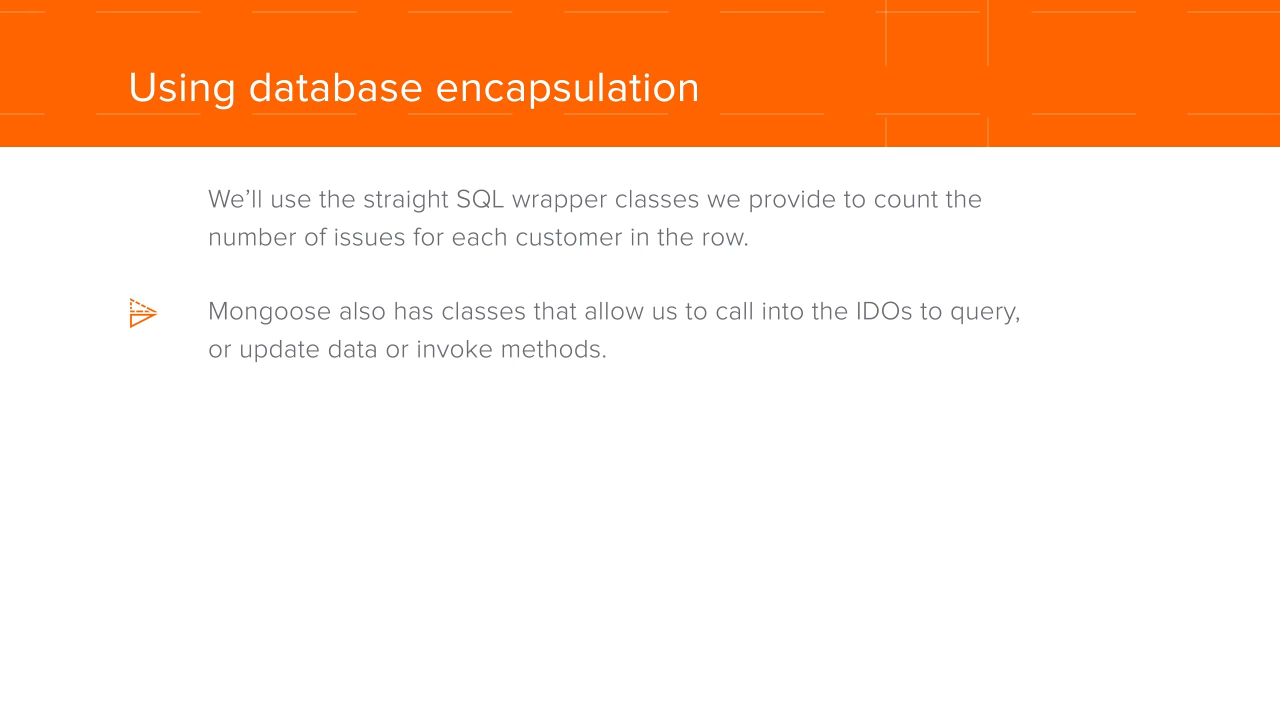 Using database encapsulation
We’ll use the straight SQL wrapper classes we provide to count the
number of issues for each customer in the row.
Mongoose also has classes that allow us to call into the IDOs to query,
or update data or invoke methods.